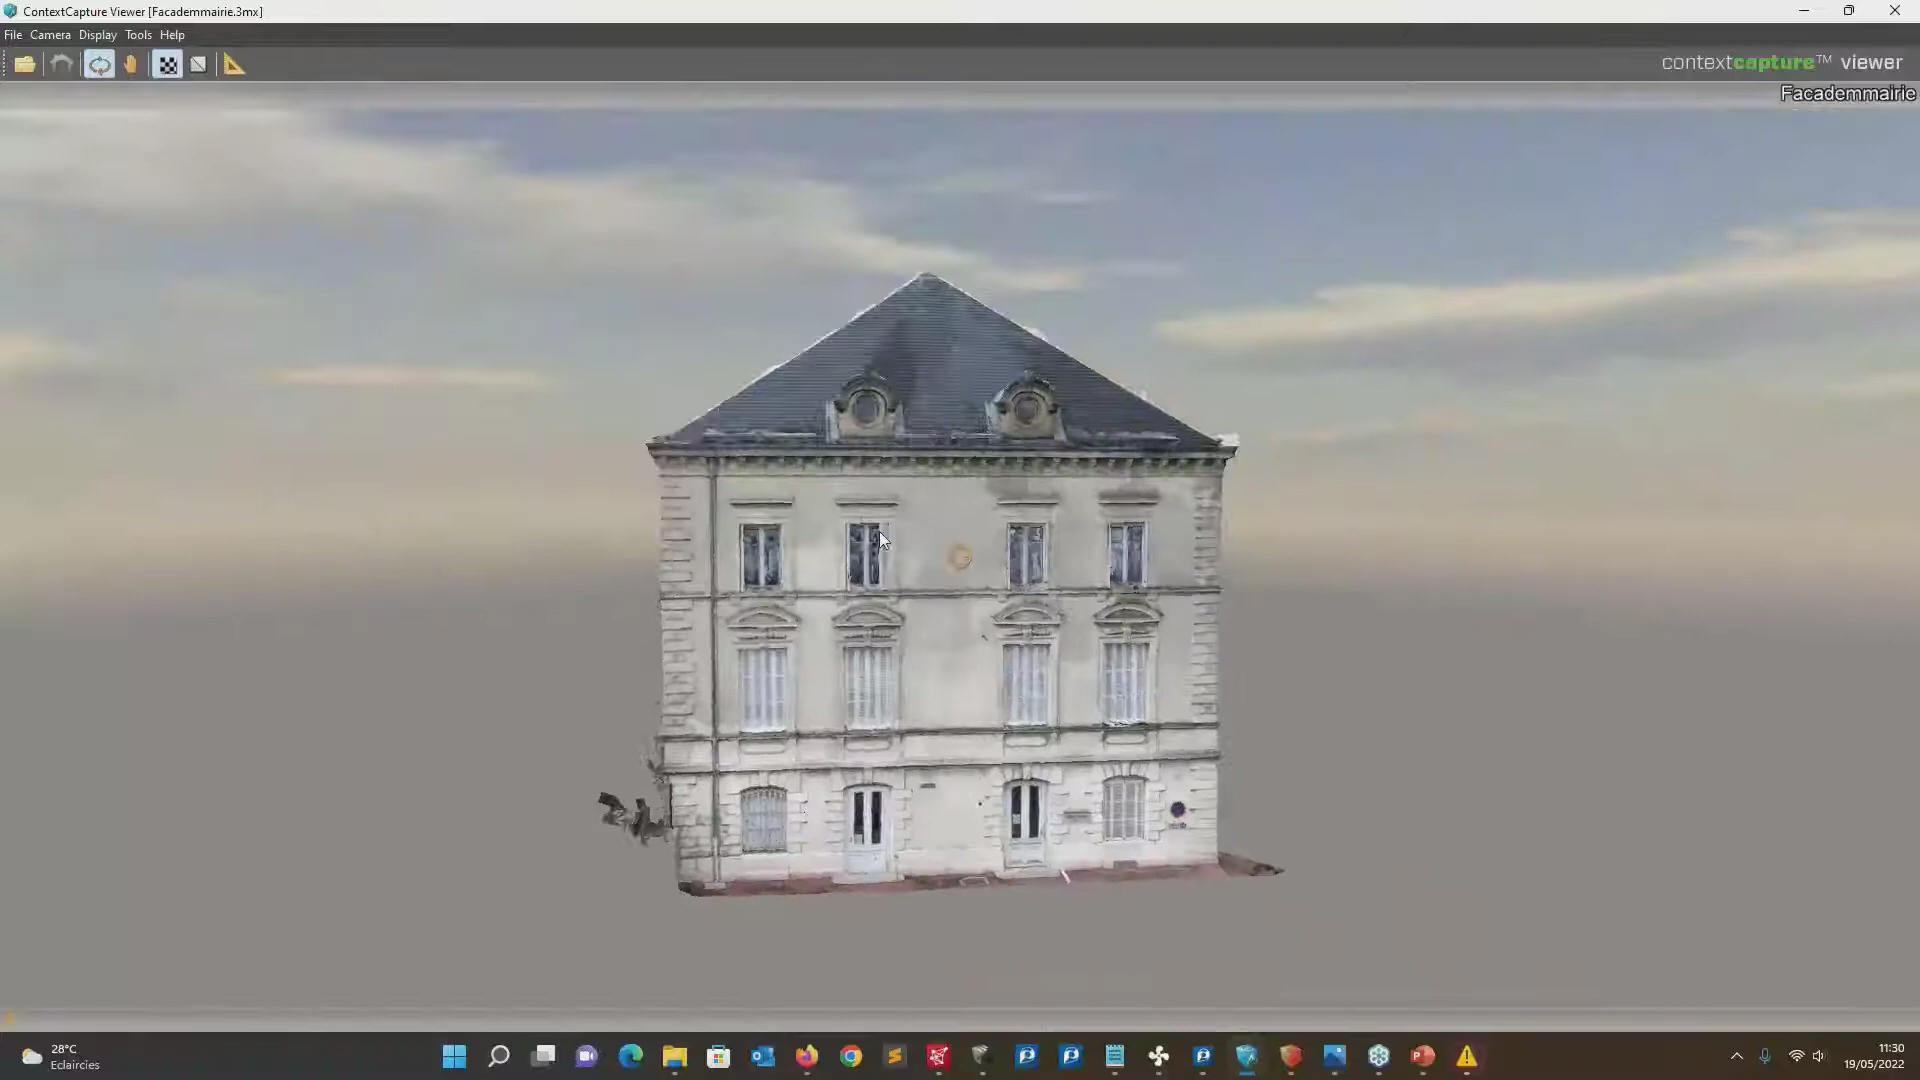 ContextCapture Viewer [Facademmairie.3mx]
File Camera Display Tools Help
contextcapture™ viewer
Facademmairie
28°C
Eclaircies
11:30
19/05/2022